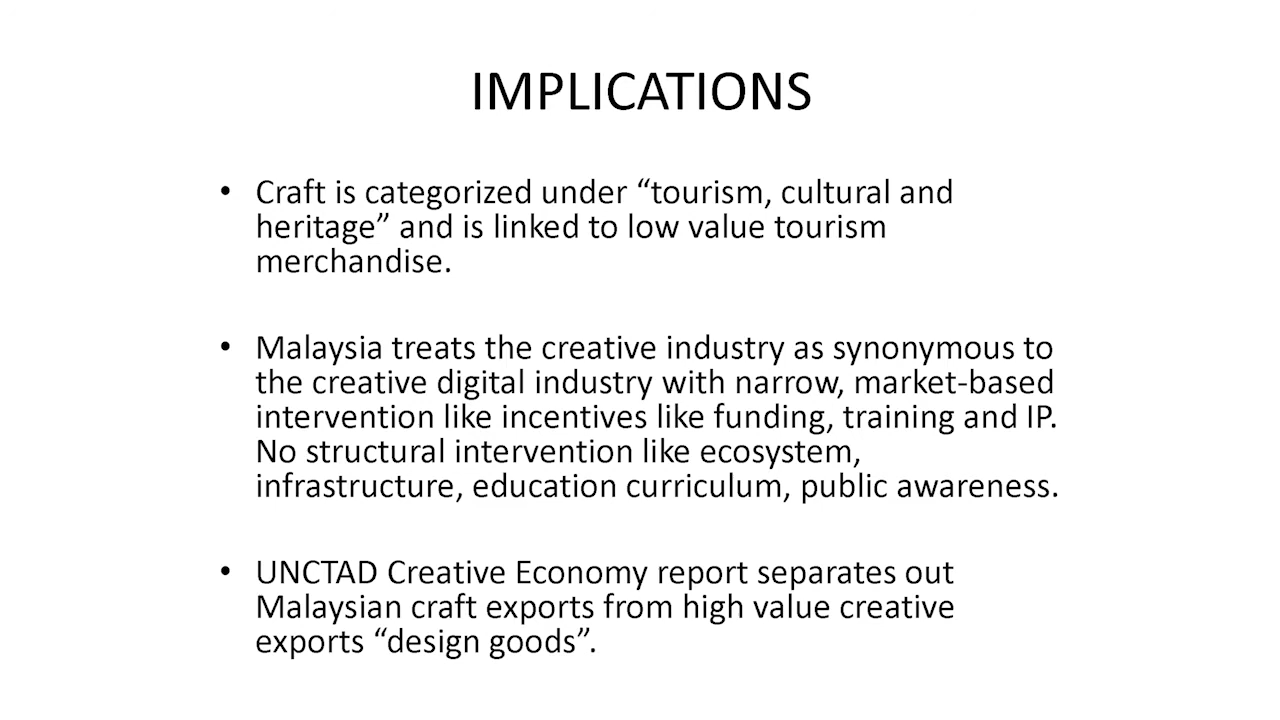 IMPLICATIONS
• Craft is categorized under “tourism, cultural and
heritage” and is linked to low value tourism
merchandise.
• Malaysia treats the creative industry as synonymous to
the creative digital industry with narrow, market-based
intervention like incentives like funding, training and IP.
No structural intervention like ecosystem,
infrastructure, education curriculum, public awareness.
• UNCTAD Creative Economy report separates out
Malaysian craft exports from high value creative
exports “design goods”.